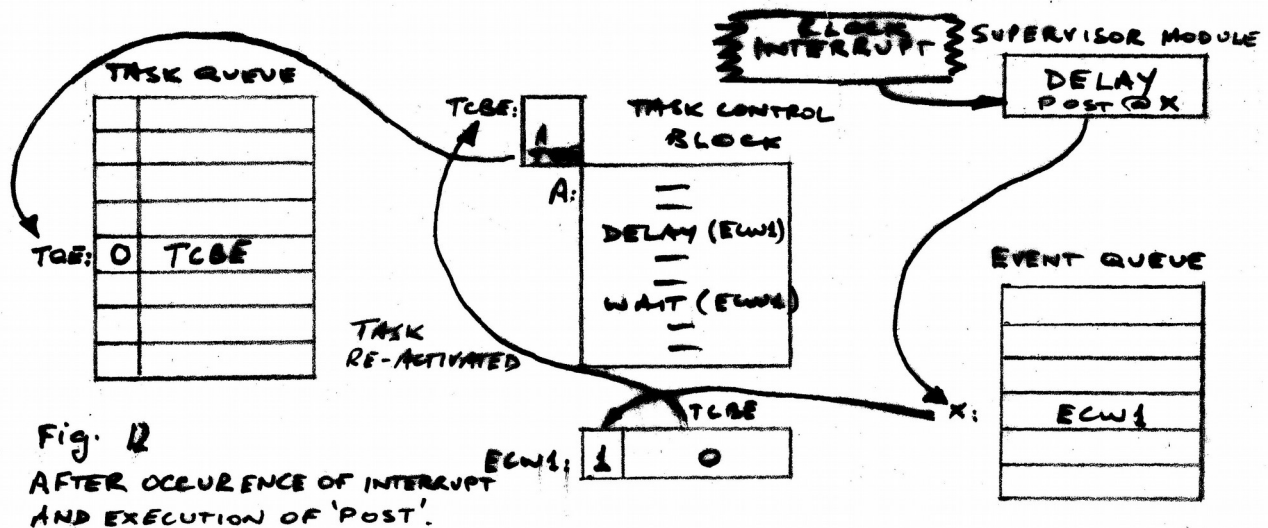 CLOCK
INTERRUPT
SUPERVISOR MODULE
DELAY
POST @ X
TASK QUEUE
TCBE:
A
TASK CONTROL
BLOCK
A:
DELAY (ECW1)
WAIT (ECW1)
TQE: 0 TCBE
EVENT QUEUE
TASK
RE-ACTIVATED
X: ECW1
TCBE
ECW1: 1 0
Fig. 12
AFTER OCCURENCE OF INTERRUPT
AND EXECUTION OF 'POST'.